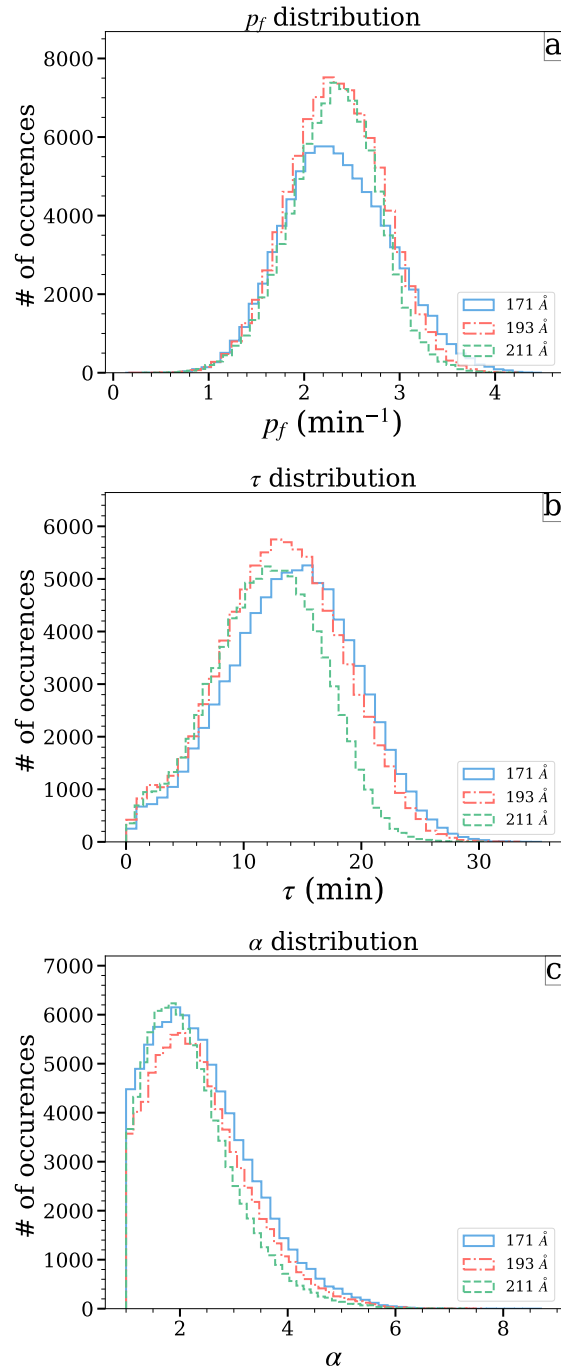 p_f distribution
a
8000
6000
4000
2000
0
# of occurences
0 1 2 3 4
p_f (min⁻¹)
171 Å
193 Å
211 Å
τ distribution
b
6000
5000
4000
3000
2000
1000
0
# of occurences
0 10 20 30
τ (min)
171 Å
193 Å
211 Å
α distribution
c
7000
6000
5000
4000
3000
2000
1000
0
# of occurences
2 4 6 8
α
171 Å
193 Å
211 Å